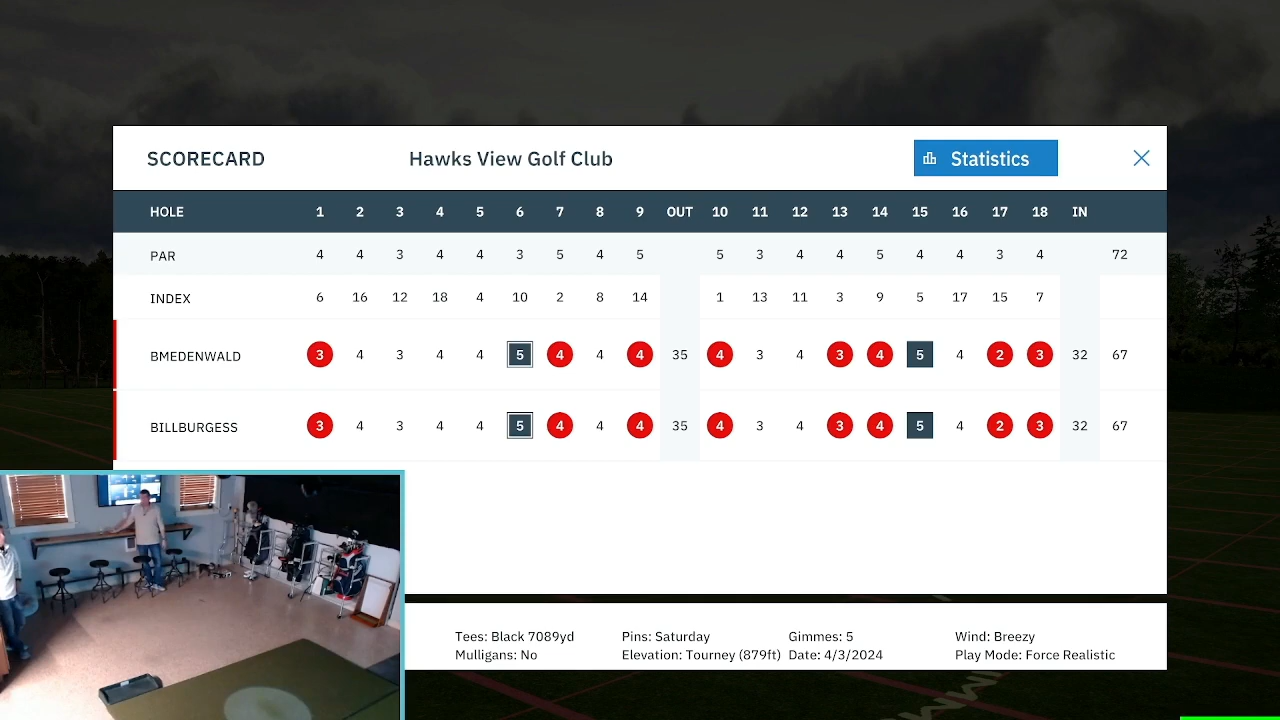 SCORECARD Hawks View Golf Club Statistics
HOLE 1 2 3 4 5 6 7 8 9 OUT 10 11 12 13 14 15 16 17 18 IN
PAR 4 4 3 4 4 3 5 4 5 5 3 4 4 5 4 4 3 4 72
INDEX 6 16 12 18 4 10 2 8 14 1 13 11 3 9 5 17 15 7
BMEDENWALD 3 4 3 4 4 5 4 4 4 35 4 3 4 3 4 5 4 2 3 32 67
BILLBURGESS 3 4 3 4 4 5 4 4 4 35 4 3 4 3 4 5 4 2 3 32 67
Tees: Black 7089yd Pins: Saturday Gimmes: 5 Wind: Breezy
Mulligans: No Elevation: Tourney (879ft) Date: 4/3/2024 Play Mode: Force Realistic